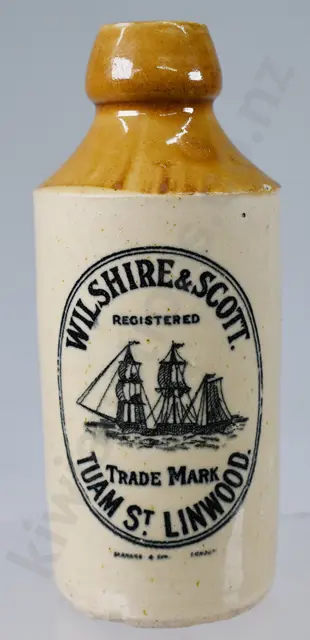 WILSHIRE & SCOTT.
REGISTERED
TRADE MARK
TUAM ST LINWOOD.